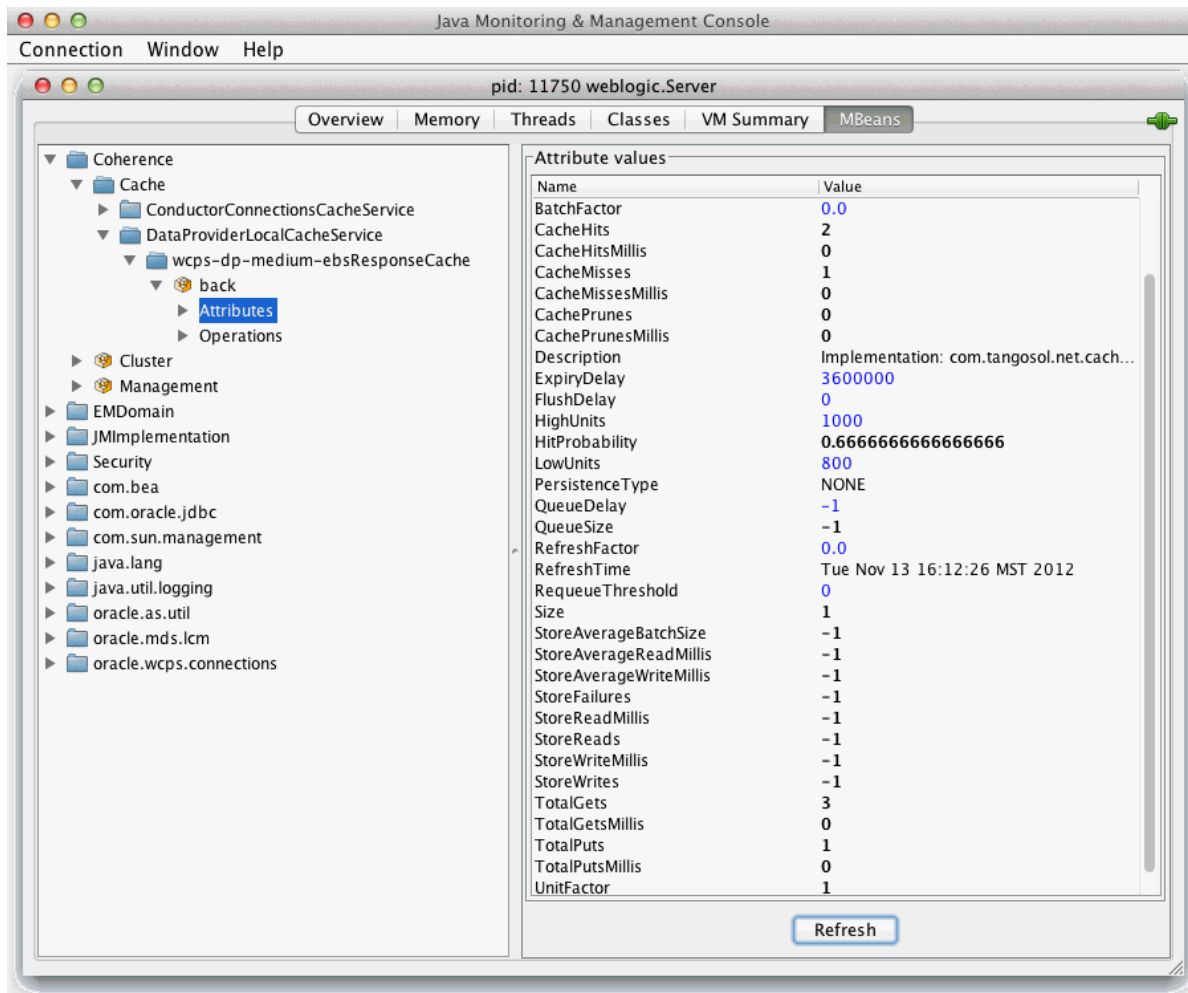 Java Monitoring & Management Console
Connection Window Help
pid: 11750 weblogic.Server
Overview Memory Threads Classes VM Summary MBeans
Coherence
Cache
ConductorConnectionsCacheService
DataProviderLocalCacheService
wcps-dp-medium-ebsResponseCache
back
Attributes
Operations
Cluster
Management
EMDomain
JMImplementation
Security
com.bea
com.oracle.jdbc
com.sun.management
java.lang
java.util.logging
oracle.as.util
oracle.mds.lcm
oracle.wcps.connections
Attribute values
Name Value
BatchFactor 0.0
CacheHits 2
CacheHitsMillis 0
CacheMisses 1
CacheMissesMillis 0
CachePrunes 0
CachePrunesMillis 0
Description Implementation: com.tangosol.net.cach...
ExpiryDelay 3600000
FlushDelay 0
HighUnits 1000
HitProbability 0.6666666666666666
LowUnits 800
PersistenceType NONE
QueueDelay -1
QueueSize -1
RefreshFactor 0.0
RefreshTime Tue Nov 13 16:12:26 MST 2012
RequeueThreshold 0
Size 1
StoreAverageBatchSize -1
StoreAverageReadMillis -1
StoreAverageWriteMillis -1
StoreFailures -1
StoreReadMillis -1
StoreReads -1
StoreWriteMillis -1
StoreWrites -1
TotalGets 3
TotalGetsMillis 0
TotalPuts 1
TotalPutsMillis 0
UnitFactor 1
Refresh